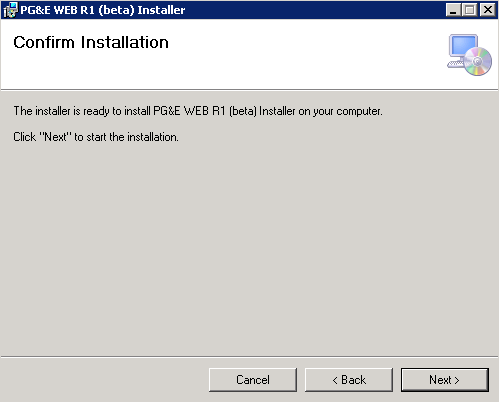 PG&E WEB R1 (beta) Installer
Confirm Installation
The installer is ready to install PG&E WEB R1 (beta) Installer on your computer.
Click "Next" to start the installation.
Cancel
< Back
Next >